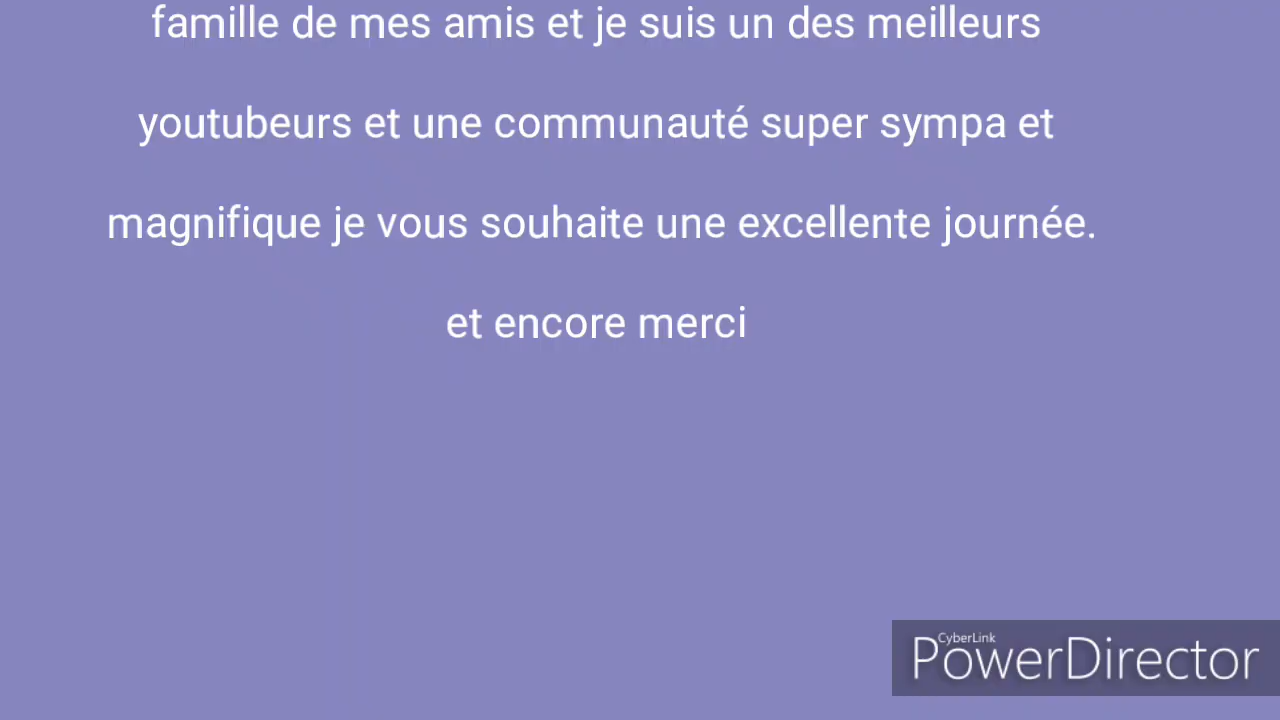 famille de mes amis et je suis un des meilleurs
youtubeurs et une communauté super sympa et
magnifique je vous souhaite une excellente journée.
et encore merci
CyberLink
PowerDirector